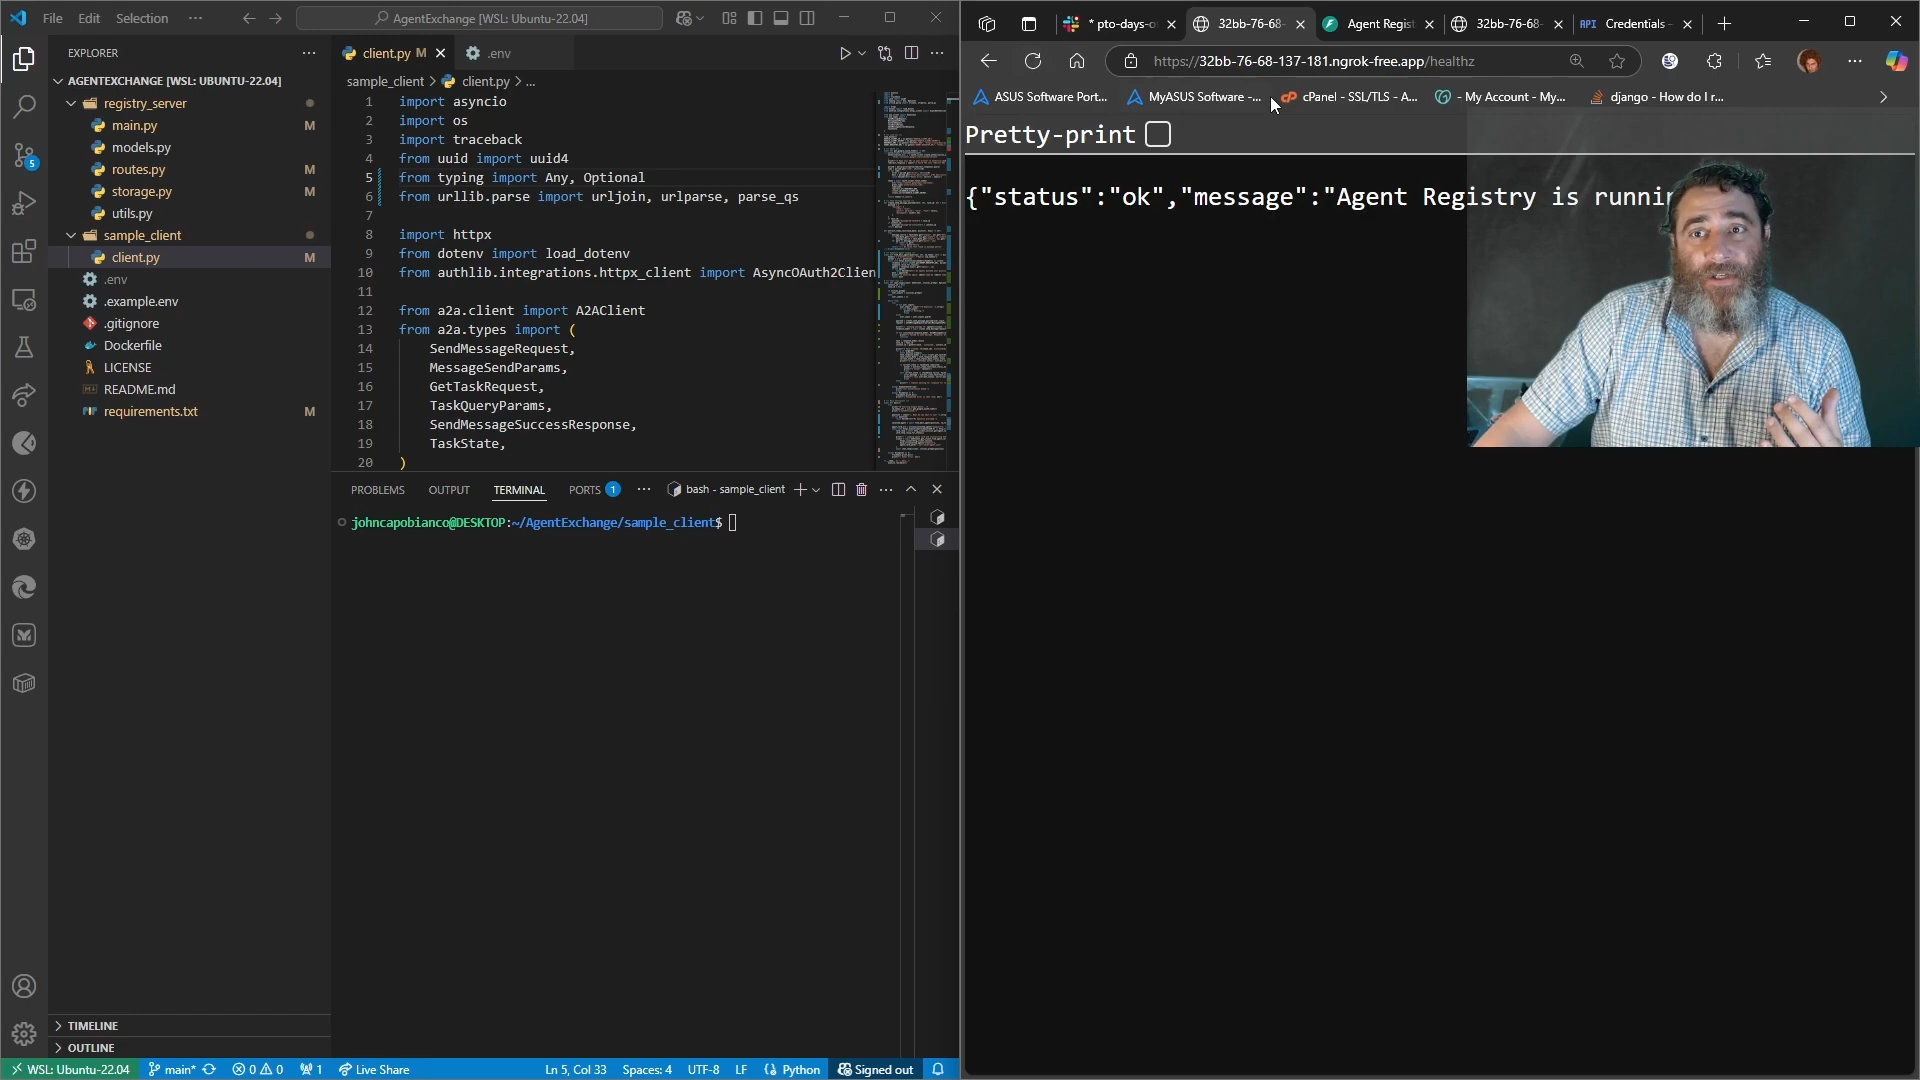 File Edit Selection ···
AgentExchange [WSL: Ubuntu-22.04]
EXPLORER
AGENTEXCHANGE [WSL: UBUNTU-22.04]
registry_server
main.py M
models.py
routes.py M
storage.py M
utils.py
sample_client
client.py M
.env
.example.env
.gitignore
Dockerfile
LICENSE
README.md
requirements.txt M
5
TIMELINE
OUTLINE
client.py M
.env
sample_client > client.py > ...
1 import asyncio
2 import os
3 import traceback
4 from uuid import uuid4
5 from typing import Any, Optional
6 from urllib.parse import urljoin, urlparse, parse_qs
7
8 import httpx
9 from dotenv import load_dotenv
10 from authlib.integrations.httpx_client import AsyncOAuth2Clien
11
12 from a2a.client import A2AClient
13 from a2a.types import (
14 SendMessageRequest,
15 MessageSendParams,
16 GetTaskRequest,
17 TaskQueryParams,
18 SendMessageSuccessResponse,
19 TaskState,
20 )
PROBLEMS OUTPUT TERMINAL PORTS 1 ··· bash - sample_client
johncapobianco@DESKTOP:~/AgentExchange/sample_client$
WSL: Ubuntu-22.04 main* 0 0 1 Live Share Ln 5, Col 33 Spaces: 4 UTF-8 LF Python Signed out
* pto-days-o
32bb-76-68-
Agent Regist
32bb-76-68-
API Credentials –
https://32bb-76-68-137-181.ngrok-free.app/healthz
ASUS Software Port...
MyASUS Software -...
cPanel - SSL/TLS - A...
- My Account - My...
django - How do I r...
Pretty-print
{"status":"ok","message":"Agent Registry is runnin